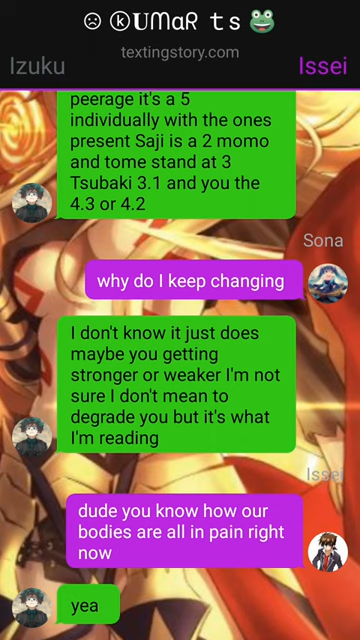 ☹ ⓚUMαR ts 🐸
textingstory.com
Izuku
Issei
peerage it's a 5
individually with the ones
present Saji is a 2 momo
and tome stand at 3
Tsubaki 3.1 and you the
4.3 or 4.2
Sona
why do I keep changing
I don't know it just does
maybe you getting
stronger or weaker I'm not
sure I don't mean to
degrade you but it's what
I'm reading
Issei
dude you know how our
bodies are all in pain right
now
yea